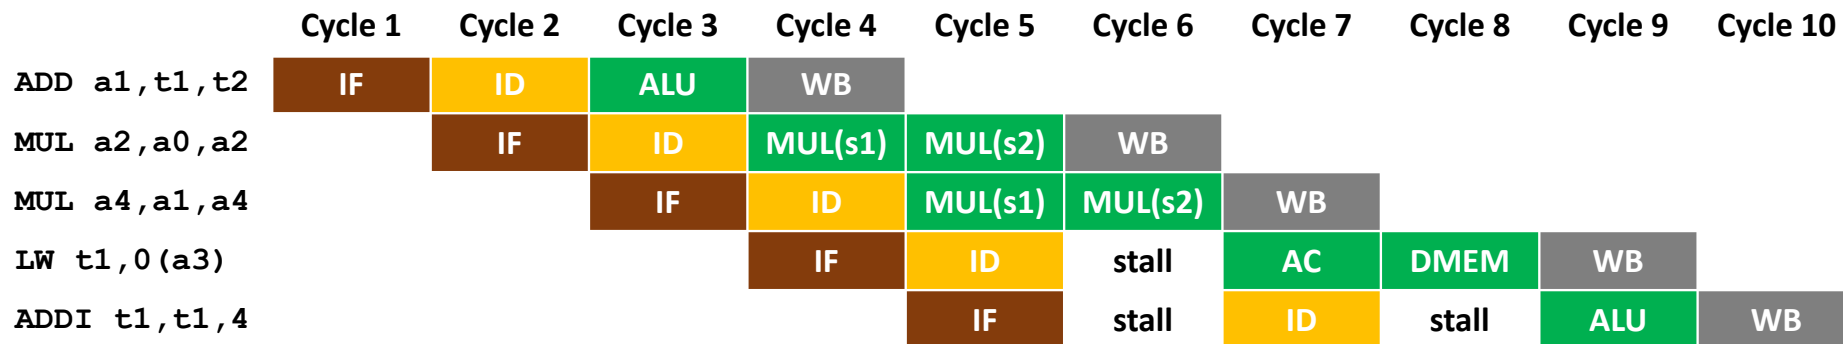 Cycle 1 Cycle 2 Cycle 3 Cycle 4 Cycle 5 Cycle 6 Cycle 7 Cycle 8 Cycle 9 Cycle 10
ADD a1,t1,t2 IF ID ALU WB
MUL a2,a0,a2 IF ID MUL(s1) MUL(s2) WB
MUL a4,a1,a4 IF ID MUL(s1) MUL(s2) WB
LW t1,0(a3) IF ID stall AC DMEM WB
ADDI t1,t1,4 IF stall ID stall ALU WB